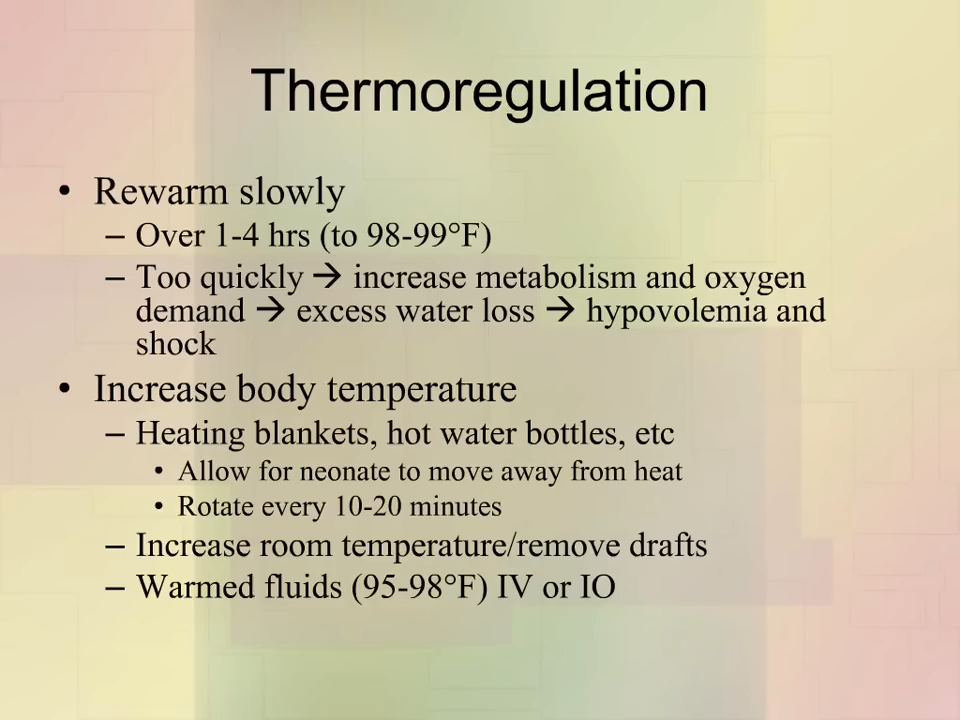 Thermoregulation
• Rewarm slowly
– Over 1-4 hrs (to 98-99°F)
– Too quickly → increase metabolism and oxygen
demand → excess water loss → hypovolemia and
shock
• Increase body temperature
– Heating blankets, hot water bottles, etc
• Allow for neonate to move away from heat
• Rotate every 10-20 minutes
– Increase room temperature/remove drafts
– Warmed fluids (95-98°F) IV or IO